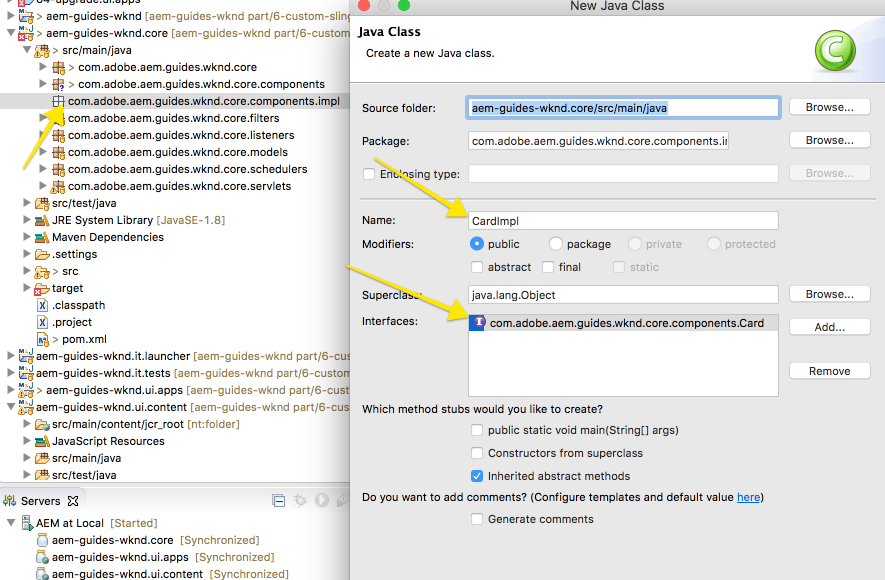 64-upgrade.ui.apps
> aem-guides-wknd [aem-guides-wknd part/6-custom-sling
> aem-guides-wknd.core [aem-guides-wknd part/6-custom
> src/main/java
> com.adobe.aem.guides.wknd.core
> com.adobe.aem.guides.wknd.core.components
com.adobe.aem.guides.wknd.core.components.impl
com.adobe.aem.guides.wknd.core.filters
com.adobe.aem.guides.wknd.core.listeners
com.adobe.aem.guides.wknd.core.models
com.adobe.aem.guides.wknd.core.schedulers
com.adobe.aem.guides.wknd.core.servlets
src/test/java
JRE System Library [JavaSE-1.8]
Maven Dependencies
.settings
> src
target
.classpath
.project
> pom.xml
aem-guides-wknd.it.launcher [aem-guides-wknd part/6-
aem-guides-wknd.it.tests [aem-guides-wknd part/6-custom
> aem-guides-wknd.ui.apps [aem-guides-wknd part/6-cus
aem-guides-wknd.ui.content [aem-guides-wknd part/6-cus
src/main/content/jcr_root [nt:folder]
JavaScript Resources
src/main/java
src/test/java
Servers
AEM at Local [Started]
aem-guides-wknd.core [Synchronized]
aem-guides-wknd.ui.apps [Synchronized]
aem-guides-wknd.ui.content [Synchronized]
New Java Class
Java Class
Create a new Java class.
Source folder: aem-guides-wknd.core/src/main/java Browse...
Package: com.adobe.aem.guides.wknd.core.components.i Browse...
Enclosing type: Browse...
Name: CardImpl
Modifiers: public package private protected
abstract final static
Superclass: java.lang.Object Browse...
Interfaces: com.adobe.aem.guides.wknd.core.components.Card Add...
Remove
Which method stubs would you like to create?
public static void main(String[] args)
Constructors from superclass
Inherited abstract methods
Do you want to add comments? (Configure templates and default value here)
Generate comments